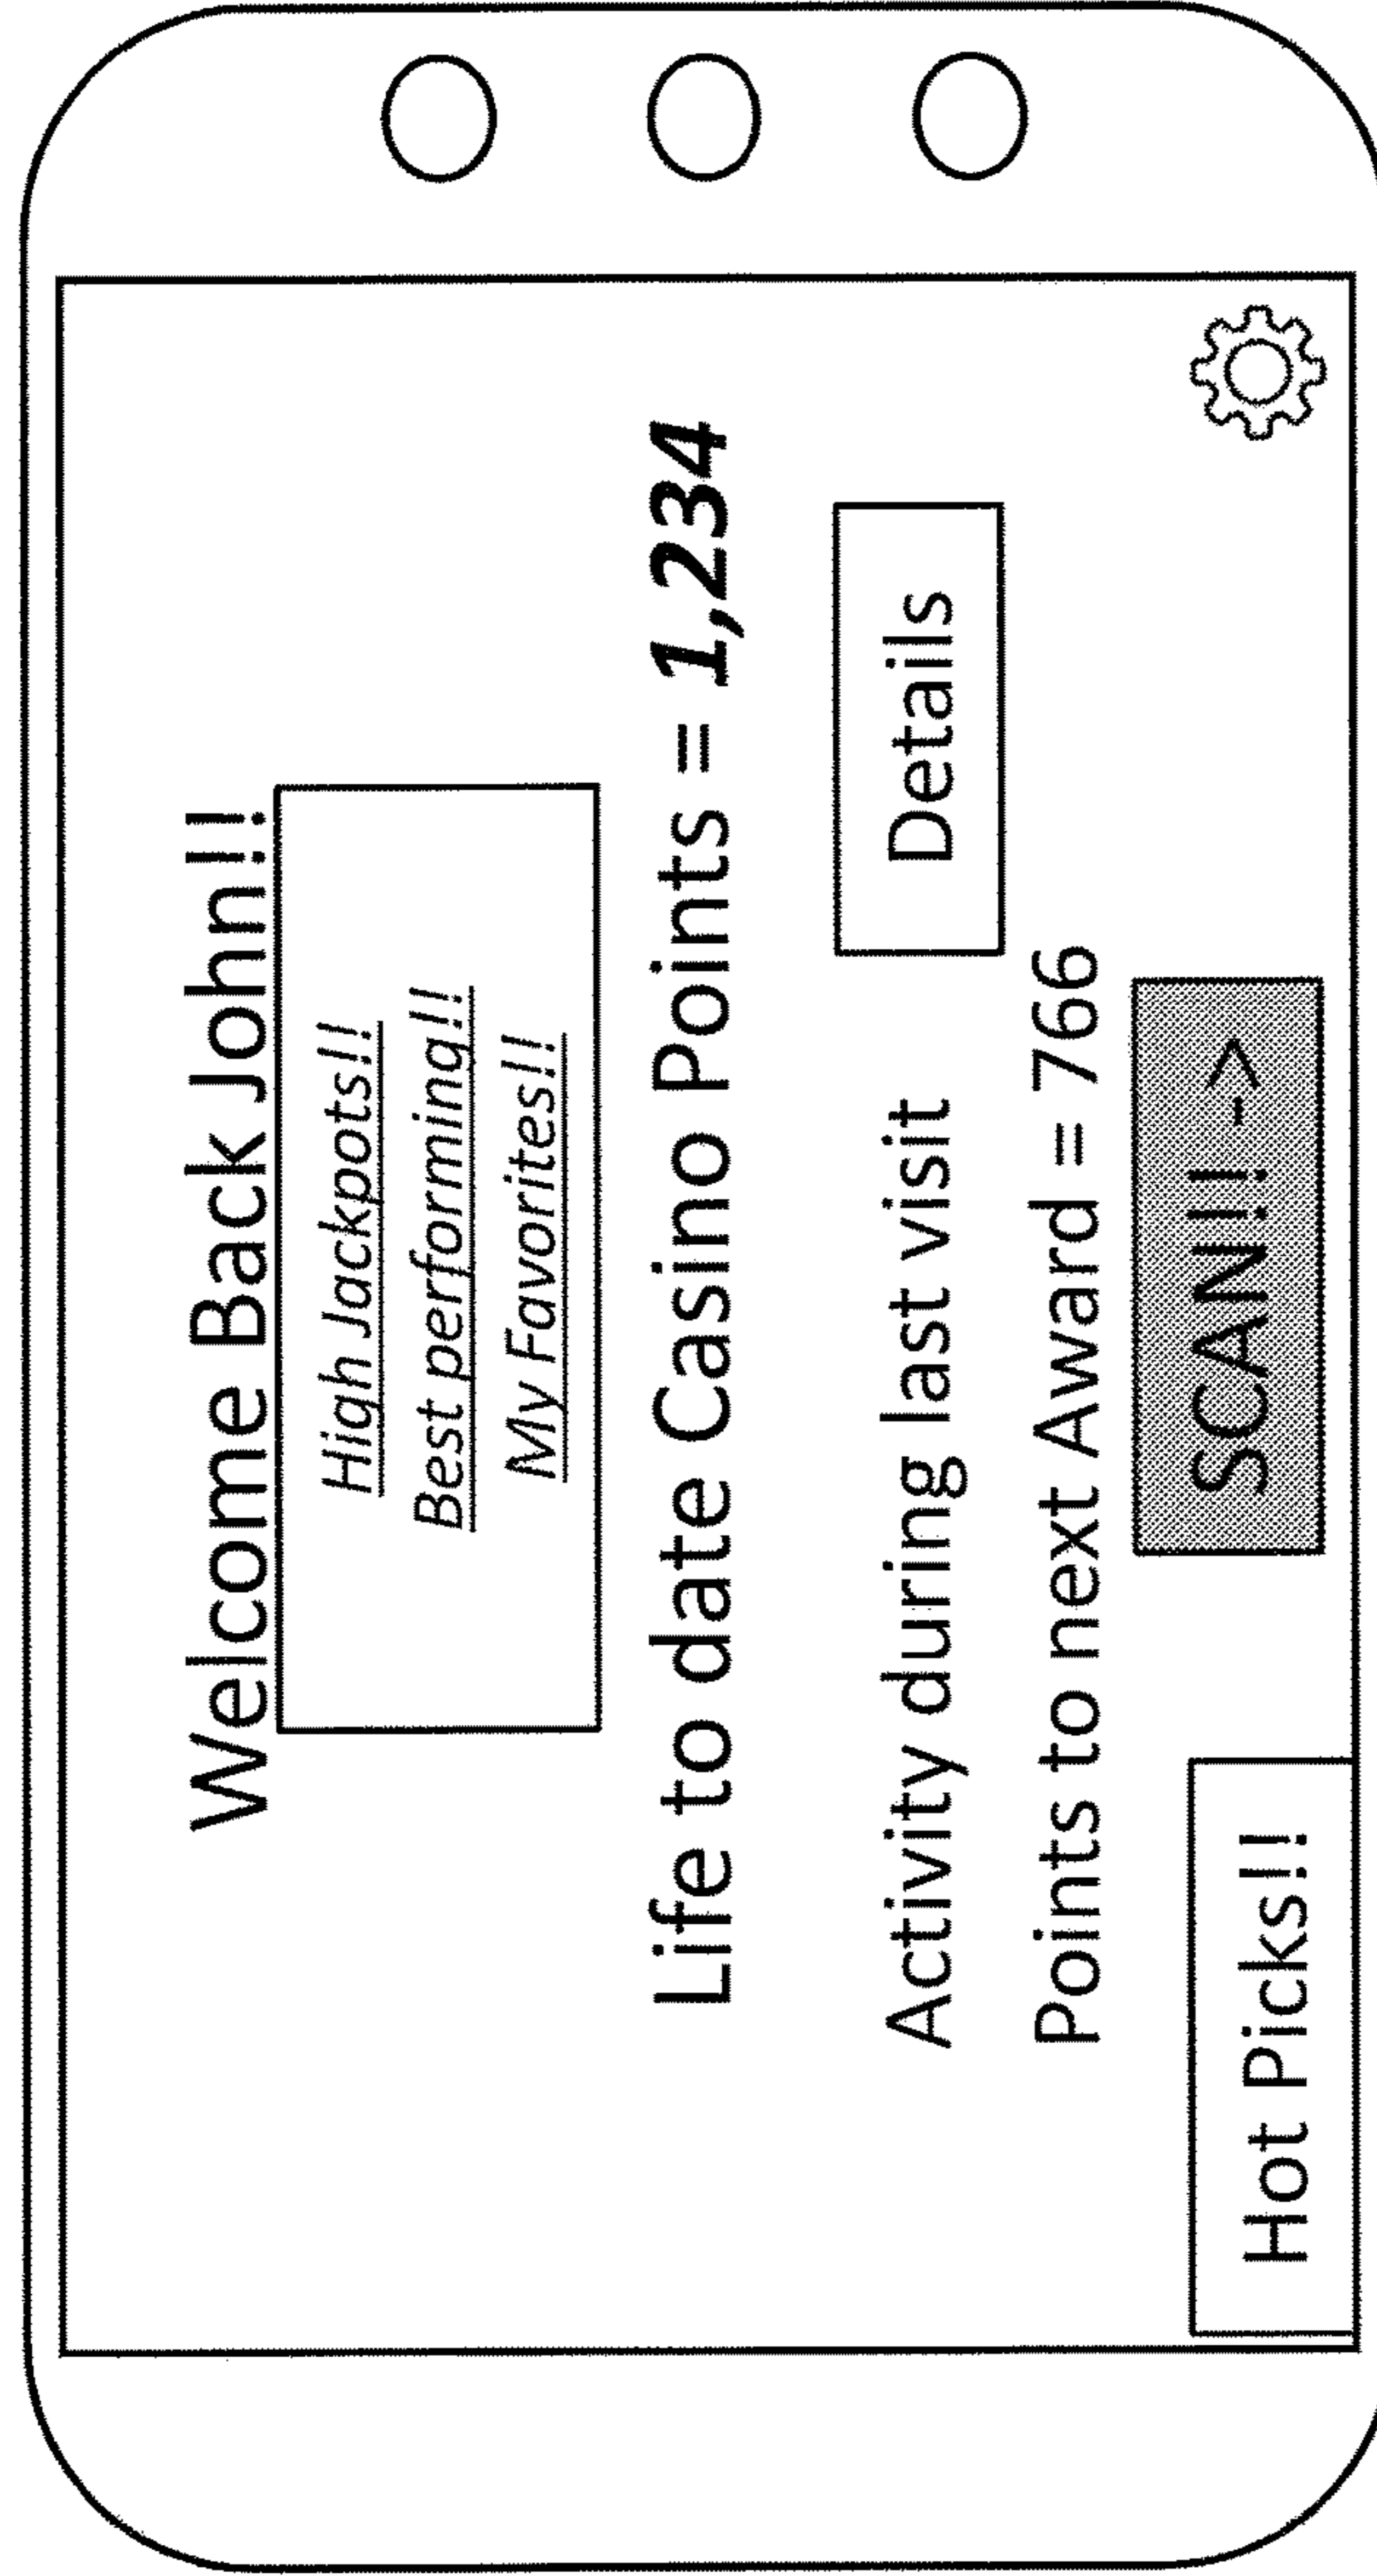 Welcome Back John!!
High Jackpots!!
Best performing!!
My Favorites!!
Life to date Casino Points = 1,234
Activity during last visit
Details
Points to next Award = 766
Hot Picks!!
SCAN!! ->